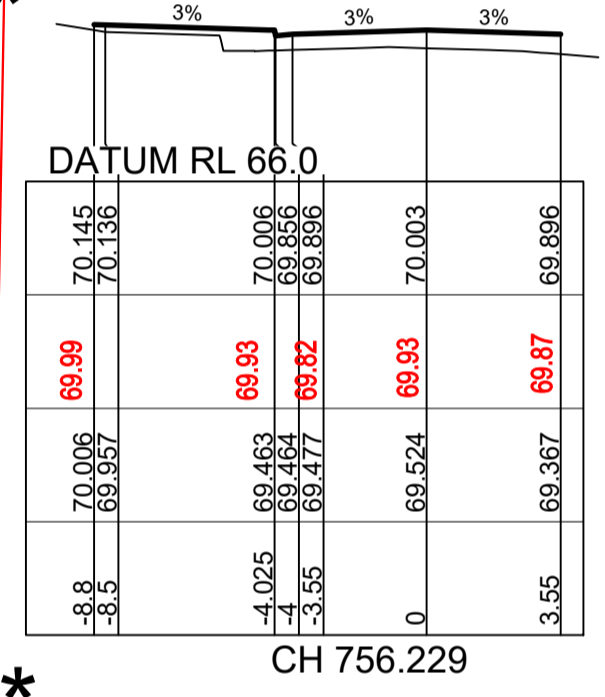 3% 3% 3%
DATUM RL 66.0
70.145 70.136 70.006 69.856 69.896 70.003 69.896
69.99 69.93 69.82 69.93 69.87
70.006 69.957 69.463 69.464 69.477 69.524 69.367
-8.8 -8.5 -4.025 -4 -3.55 0 3.55
CH 756.229
*